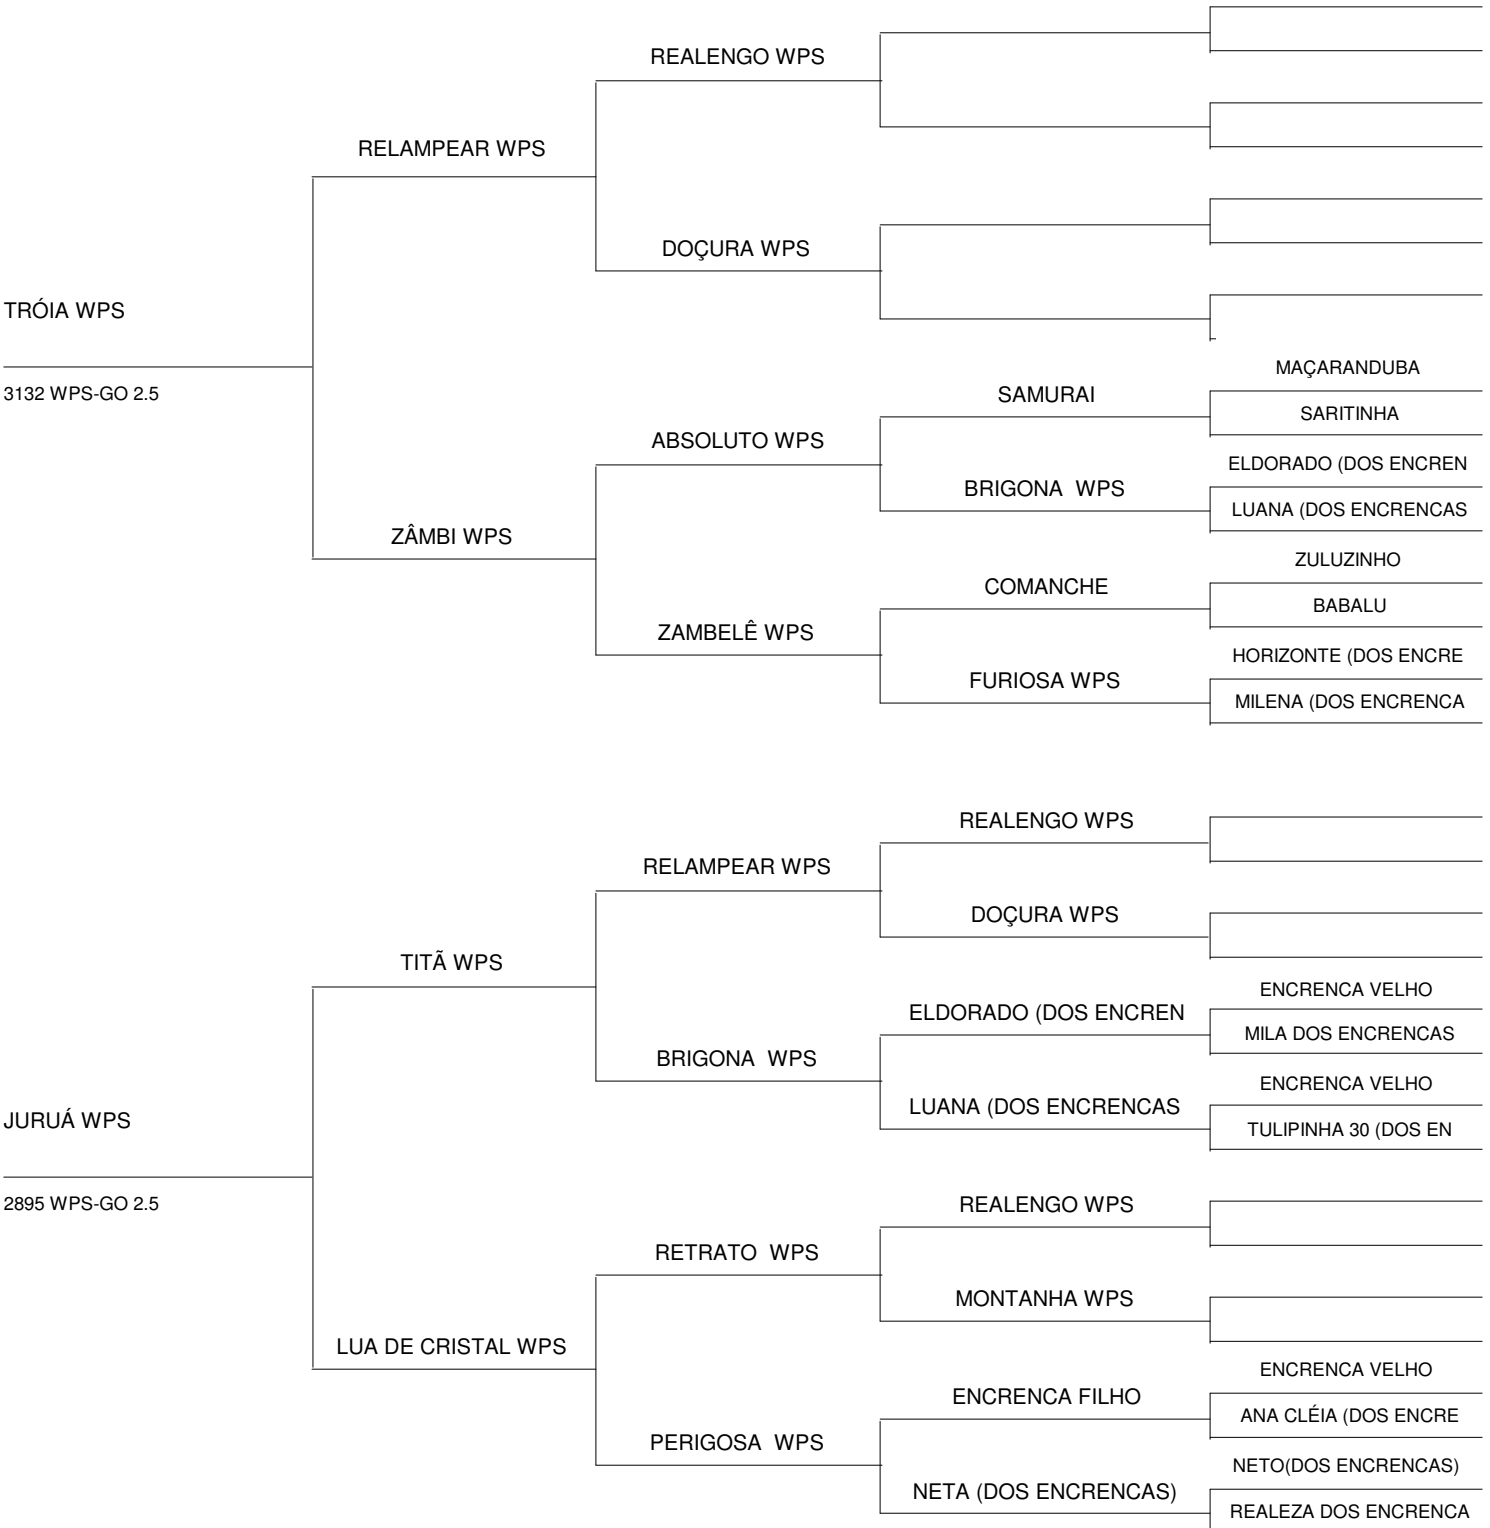 REALENGO WPS
RELAMPEAR WPS
DOÇURA WPS
TRÓIA WPS
3132 WPS-GO 2.5
MAÇARANDUBA
SAMURAI
SARITINHA
ABSOLUTO WPS
ELDORADO (DOS ENCREN
BRIGONA  WPS
LUANA (DOS ENCRENCAS
ZÂMBI WPS
ZULUZINHO
COMANCHE
BABALU
ZAMBELÊ WPS
HORIZONTE (DOS ENCRE
FURIOSA WPS
MILENA (DOS ENCRENCA
REALENGO WPS
RELAMPEAR WPS
DOÇURA WPS
TITÃ WPS
ENCRENCA VELHO
ELDORADO (DOS ENCREN
MILA DOS ENCRENCAS
BRIGONA  WPS
ENCRENCA VELHO
LUANA (DOS ENCRENCAS
TULIPINHA 30 (DOS EN
JURUÁ WPS
2895 WPS-GO 2.5
REALENGO WPS
RETRATO  WPS
MONTANHA WPS
LUA DE CRISTAL WPS
ENCRENCA VELHO
ENCRENCA FILHO
ANA CLÉIA (DOS ENCRE
PERIGOSA  WPS
NETO(DOS ENCRENCAS)
NETA (DOS ENCRENCAS)
REALEZA DOS ENCRENCA